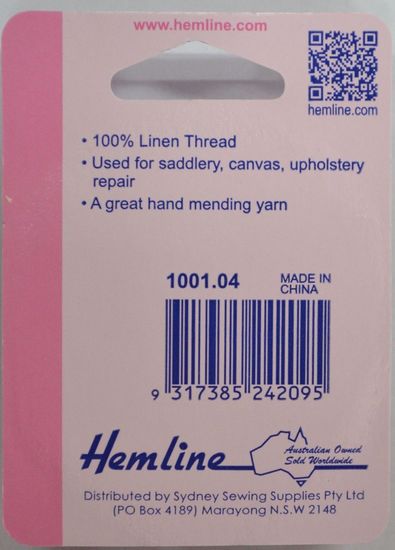 www.hemline.com
hemline.com
• 100% Linen Thread
• Used for saddlery, canvas, upholstery
repair
• A great hand mending yarn
1001.04
MADE IN
CHINA
9 317385 242095
Hemline
Australian Owned
Sold Worldwide
Distributed by Sydney Sewing Supplies Pty Ltd
(PO Box 4189) Marayong N.S.W 2148